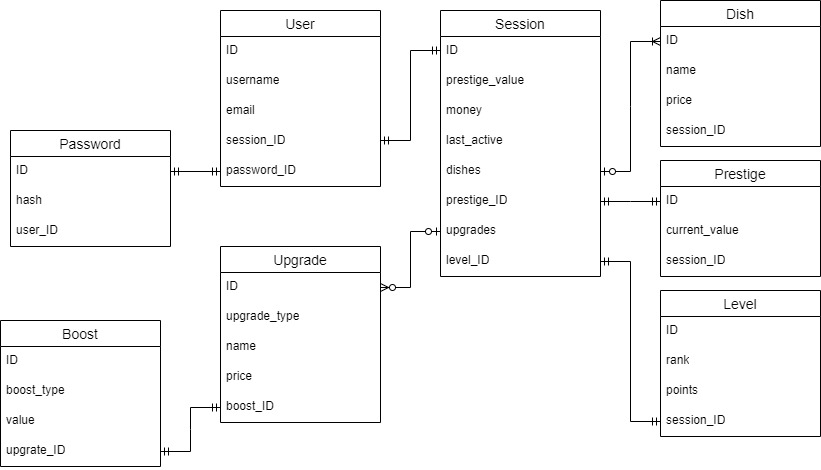 User
ID
username
email
session_ID
password_ID
Session
ID
prestige_value
money
last_active
dishes
prestige_ID
upgrades
level_ID
Dish
ID
name
price
session_ID
Password
ID
hash
user_ID
Prestige
ID
current_value
session_ID
Upgrade
ID
upgrade_type
name
price
boost_ID
Level
ID
rank
points
session_ID
Boost
ID
boost_type
value
upgrate_ID